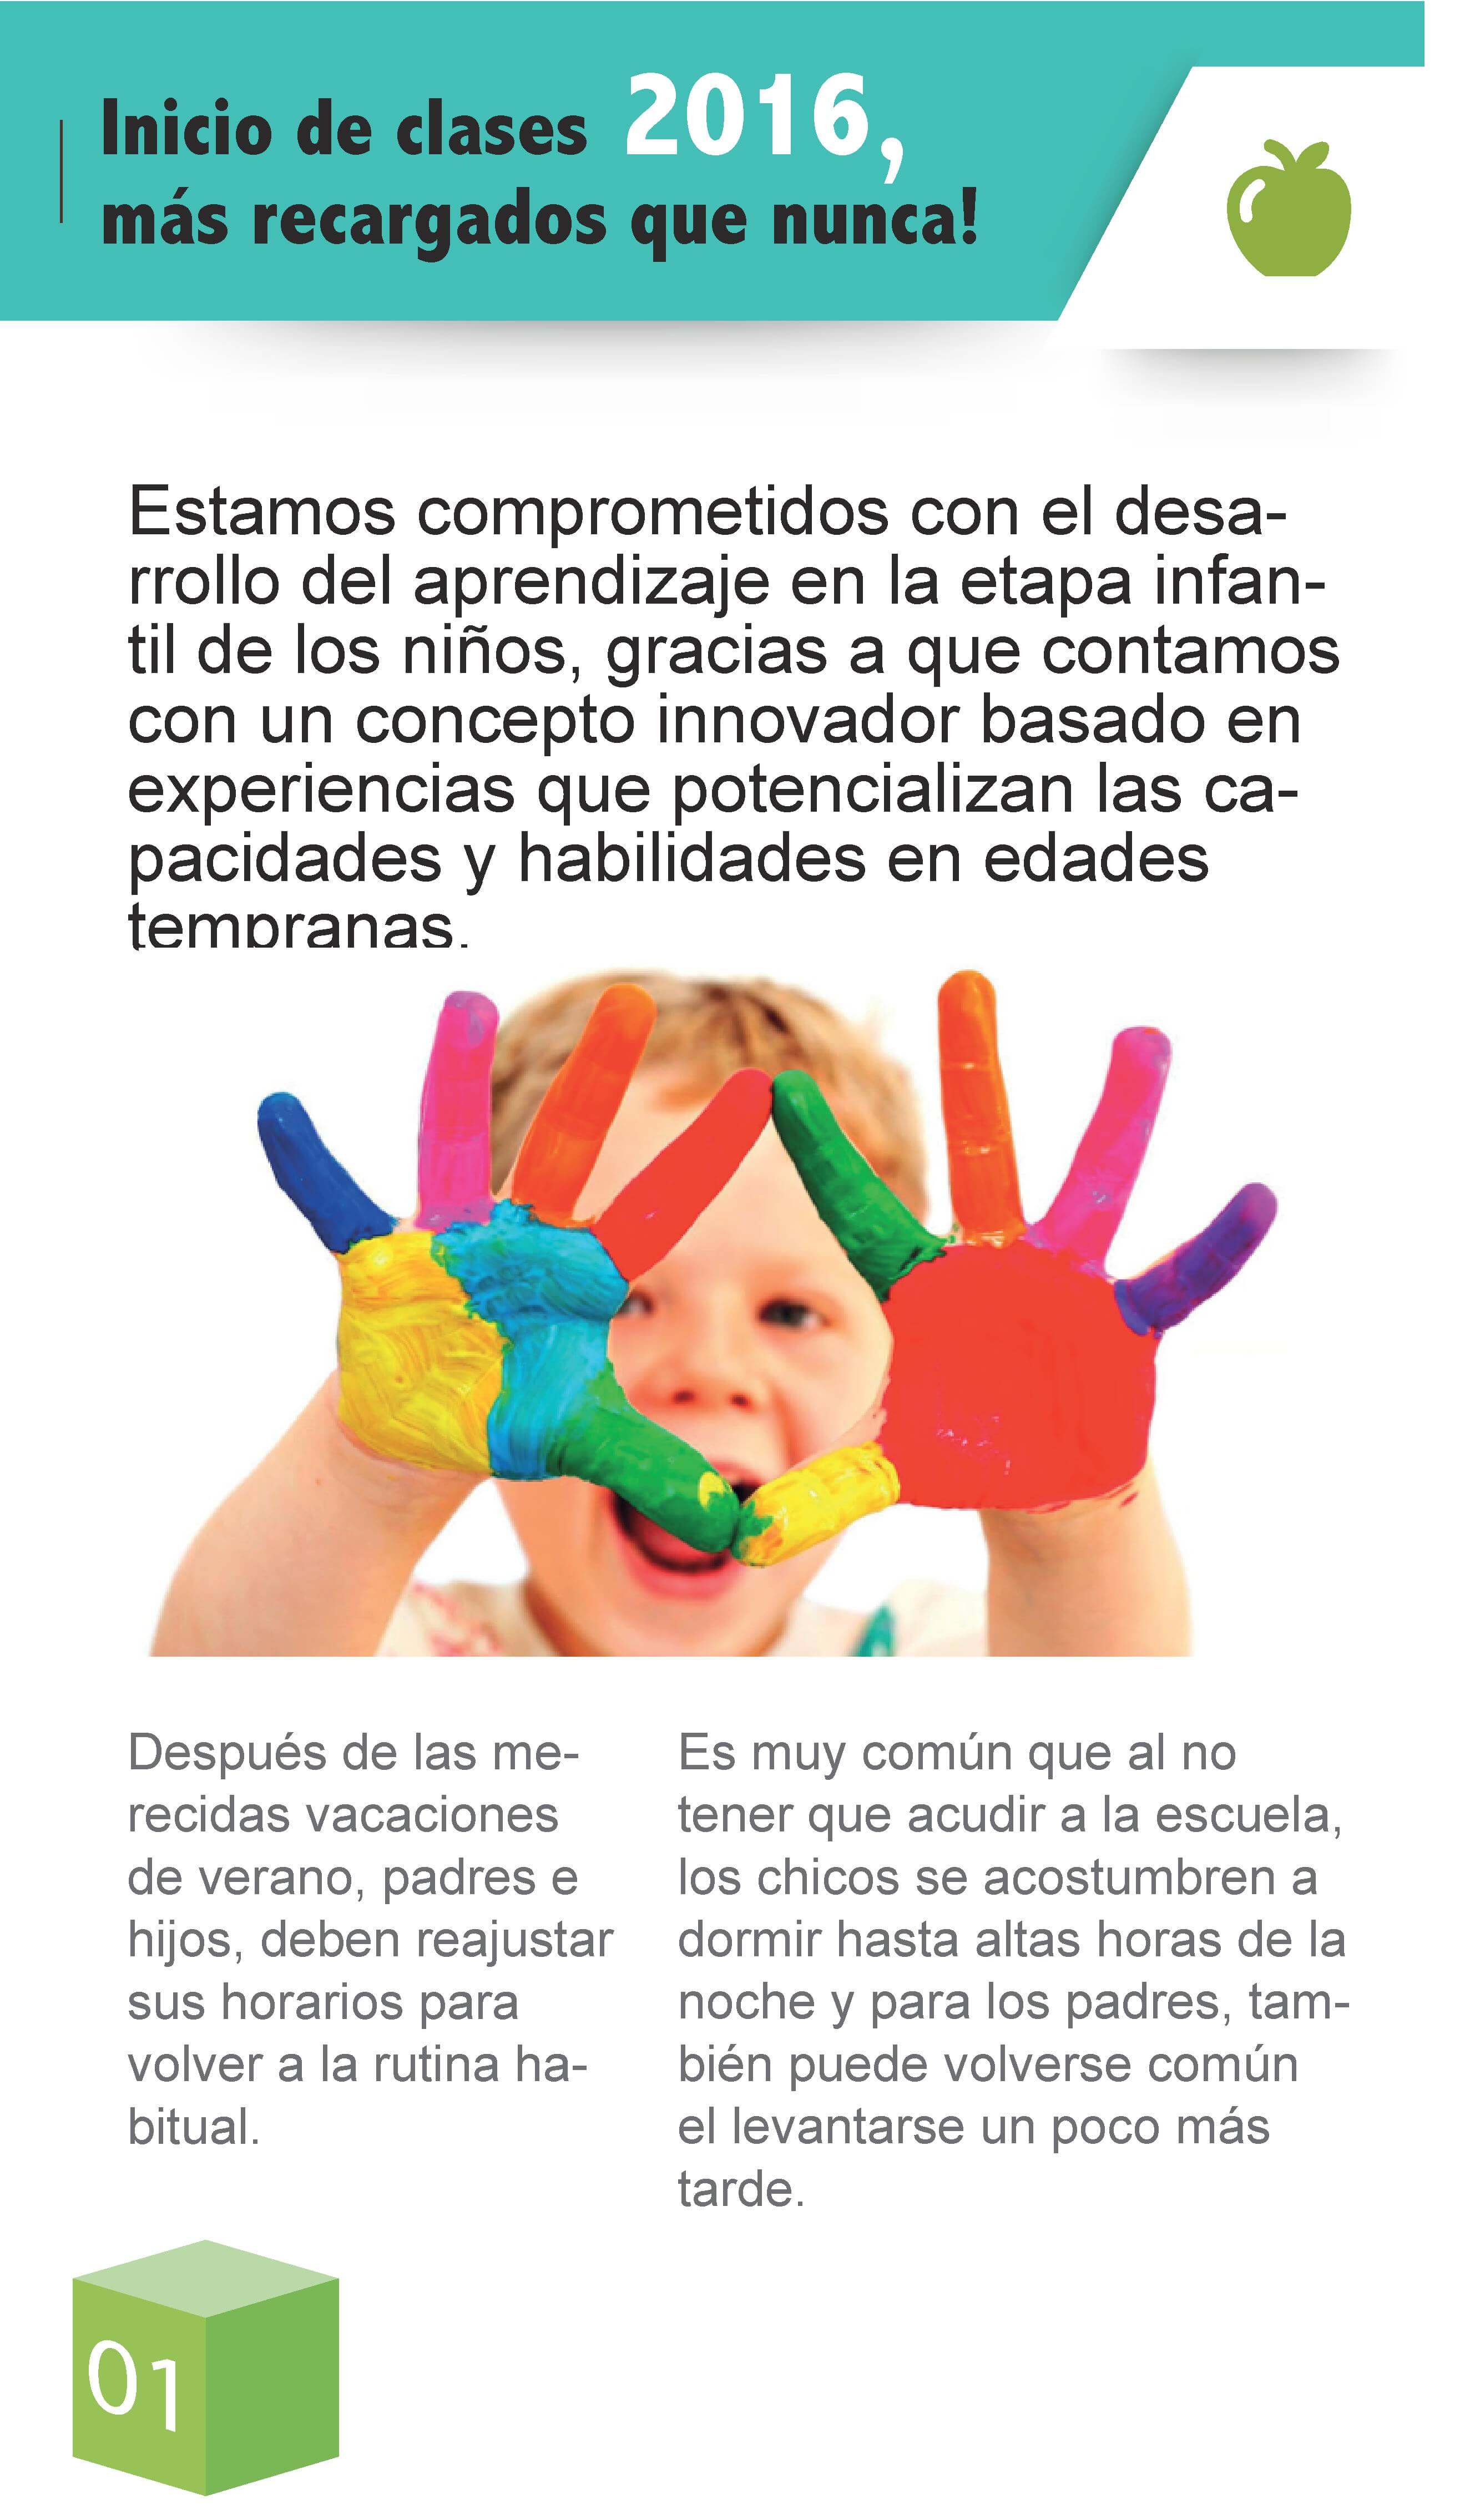 Inicio de clases 2016,
más recargados que nunca!
Estamos comprometidos con el desa-
rrollo del aprendizaje en la etapa infan-
til de los niños, gracias a que contamos
con un concepto innovador basado en
experiencias que potencializan las ca-
pacidades y habilidades en edades
tempranas.
Después de las me-
recidas vacaciones
de verano, padres e
hijos, deben reajustar
sus horarios para
volver a la rutina ha-
bitual.
Es muy común que al no
tener que acudir a la escuela,
los chicos se acostumbren a
dormir hasta altas horas de la
noche y para los padres, tam-
bién puede volverse común
el levantarse un poco más
tarde.
01